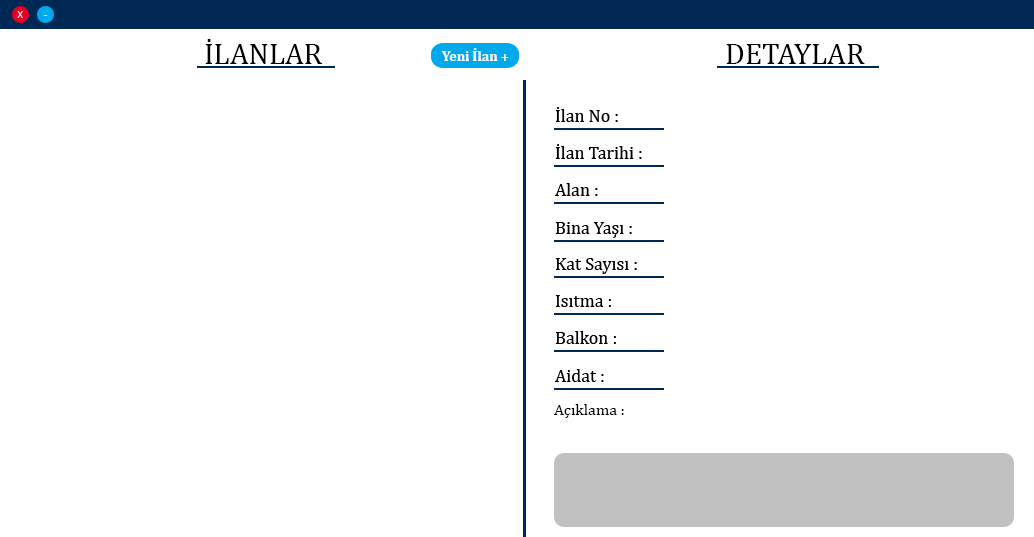 X -
İLANLAR
Yeni İlan +
DETAYLAR
İlan No :
İlan Tarihi :
Alan :
Bina Yaşı :
Kat Sayısı :
Isıtma :
Balkon :
Aidat :
Açıklama :